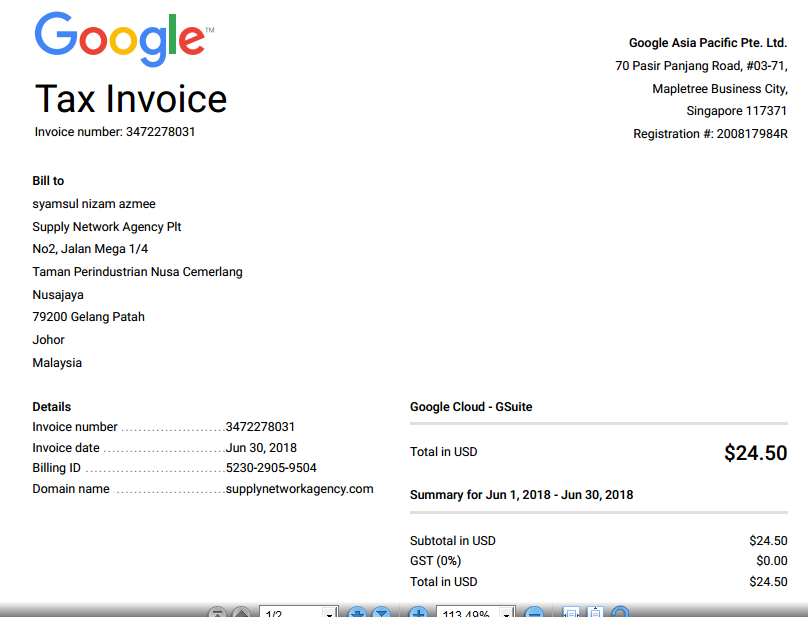 Google™
Google Asia Pacific Pte. Ltd.
70 Pasir Panjang Road, #03-71,
Mapletree Business City,
Singapore 117371
Registration #: 200817984R
Tax Invoice
Invoice number: 3472278031
Bill to
syamsul nizam azmee
Supply Network Agency Plt
No2, Jalan Mega 1/4
Taman Perindustrian Nusa Cemerlang
Nusajaya
79200 Gelang Patah
Johor
Malaysia
Details
Invoice number ........................ 3472278031
Invoice date ........................ Jun 30, 2018
Billing ID ........................ 5230-2905-9504
Domain name ........................ supplynetworkagency.com
Google Cloud - GSuite
Total in USD $24.50
Summary for Jun 1, 2018 - Jun 30, 2018
Subtotal in USD $24.50
GST (0%) $0.00
Total in USD $24.50
1/2 113.49%